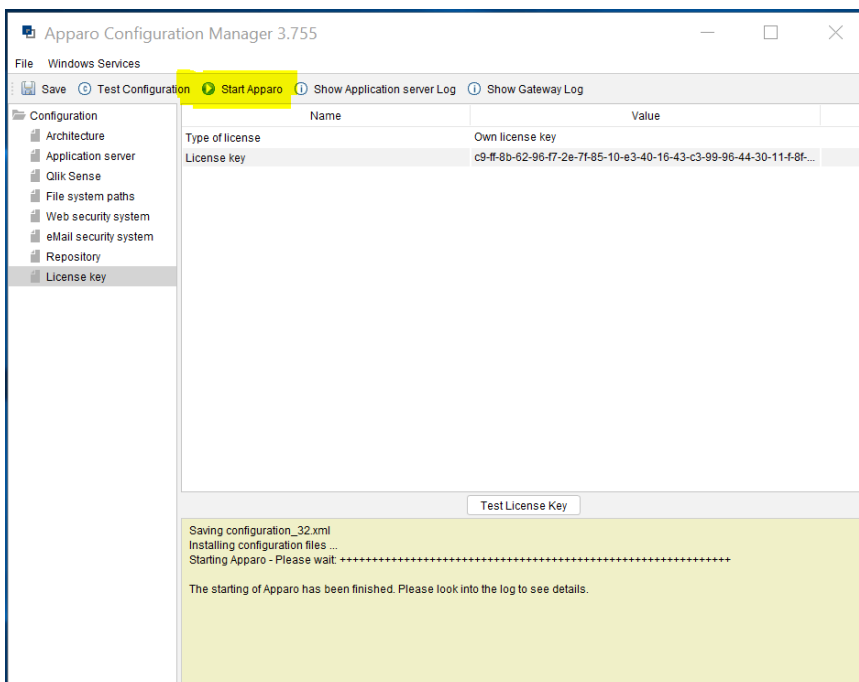 Apparo Configuration Manager 3.755
File Windows Services
Save Test Configuration Start Apparo Show Application server Log Show Gateway Log
Configuration
Architecture
Application server
Qlik Sense
File system paths
Web security system
eMail security system
Repository
License key
Name Value
Type of license Own license key
License key c9-ff-8b-62-96-f7-2e-7f-85-10-e3-40-16-43-c3-99-96-44-30-11-f-8f-...
Test License Key
Saving configuration_32.xml
Installing configuration files ...
Starting Apparo - Please wait: ++++++++++++++++++++++++++++++++++++++++++++++++++++++++++++++
The starting of Apparo has been finished. Please look into the log to see details.